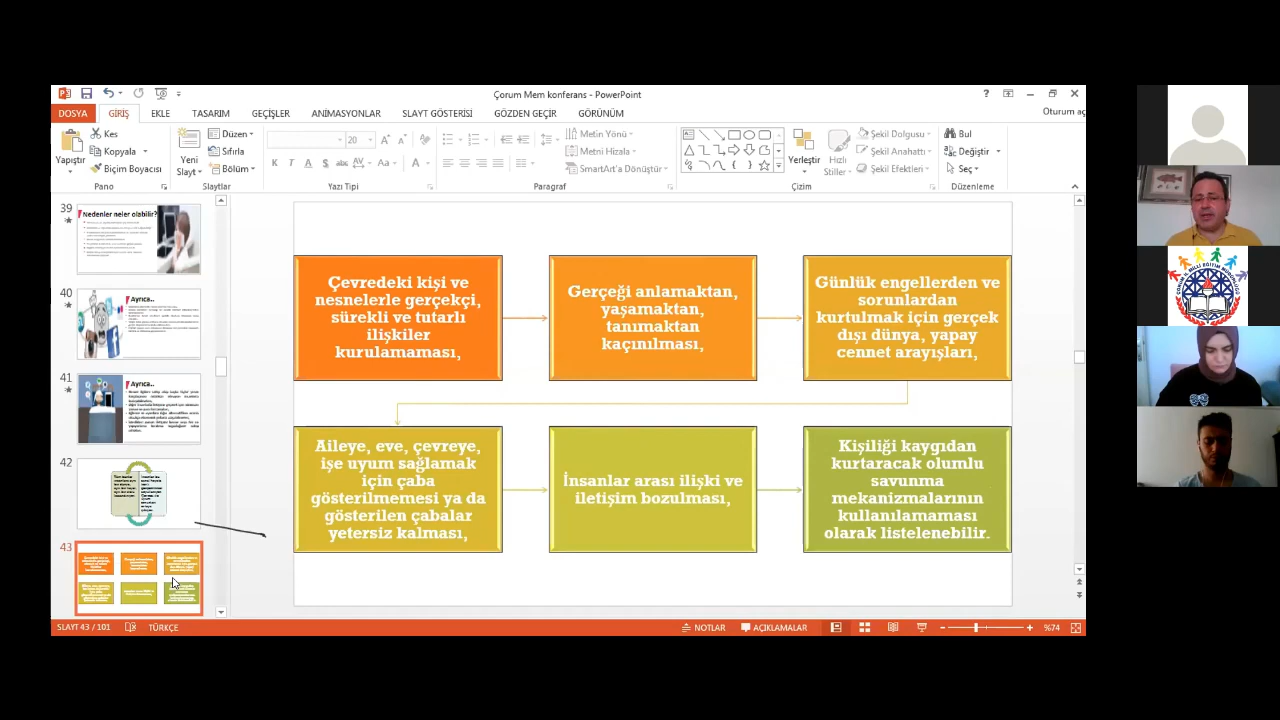 Çorum Mem konferans - PowerPoint
DOSYA GİRİŞ EKLE TASARIM GEÇİŞLER ANİMASYONLAR SLAYT GÖSTERİSİ GÖZDEN GEÇİR GÖRÜNÜM
Oturum aç
Yapıştır
Kes
Kopyala
Biçim Boyacısı
Pano
Yeni
Slayt
Düzen
Sıfırla
Bölüm
Slaytlar
20
Yazı Tipi
Metin Yönü
Metni Hizala
SmartArt'a Dönüştür
Paragraf
Yerleştir
Hızlı
Stiller
Şekil Dolgusu
Şekil Anahattı
Şekil Efektleri
Çizim
Bul
Değiştir
Seç
Düzenleme
39
Nedenler neler olabilir?
40
Ayrıca..
41
Ayrıca..
42
43
Çevredeki kişi ve
nesnelerle gerçekçi,
sürekli ve tutarlı
ilişkiler
kurulamaması,
Gerçeği anlamaktan,
yaşamaktan,
tanımaktan
kaçınılması,
Günlük engellerden ve
sorunlardan
kurtulmak için gerçek
dışı dünya, yapay
cennet arayışları,
Aileye, eve, çevreye,
işe uyum sağlamak
için çaba
gösterilmemesi ya da
gösterilen çabalar
yetersiz kalması,
İnsanlar arası ilişki ve
iletişim bozulması,
Kişiliği kaygıdan
kurtaracak olumlu
savunma
mekanizmalarının
kullanılamaması
olarak listelenebilir.
SLAYT 43 / 101
TÜRKÇE
NOTLAR
AÇIKLAMALAR
%74